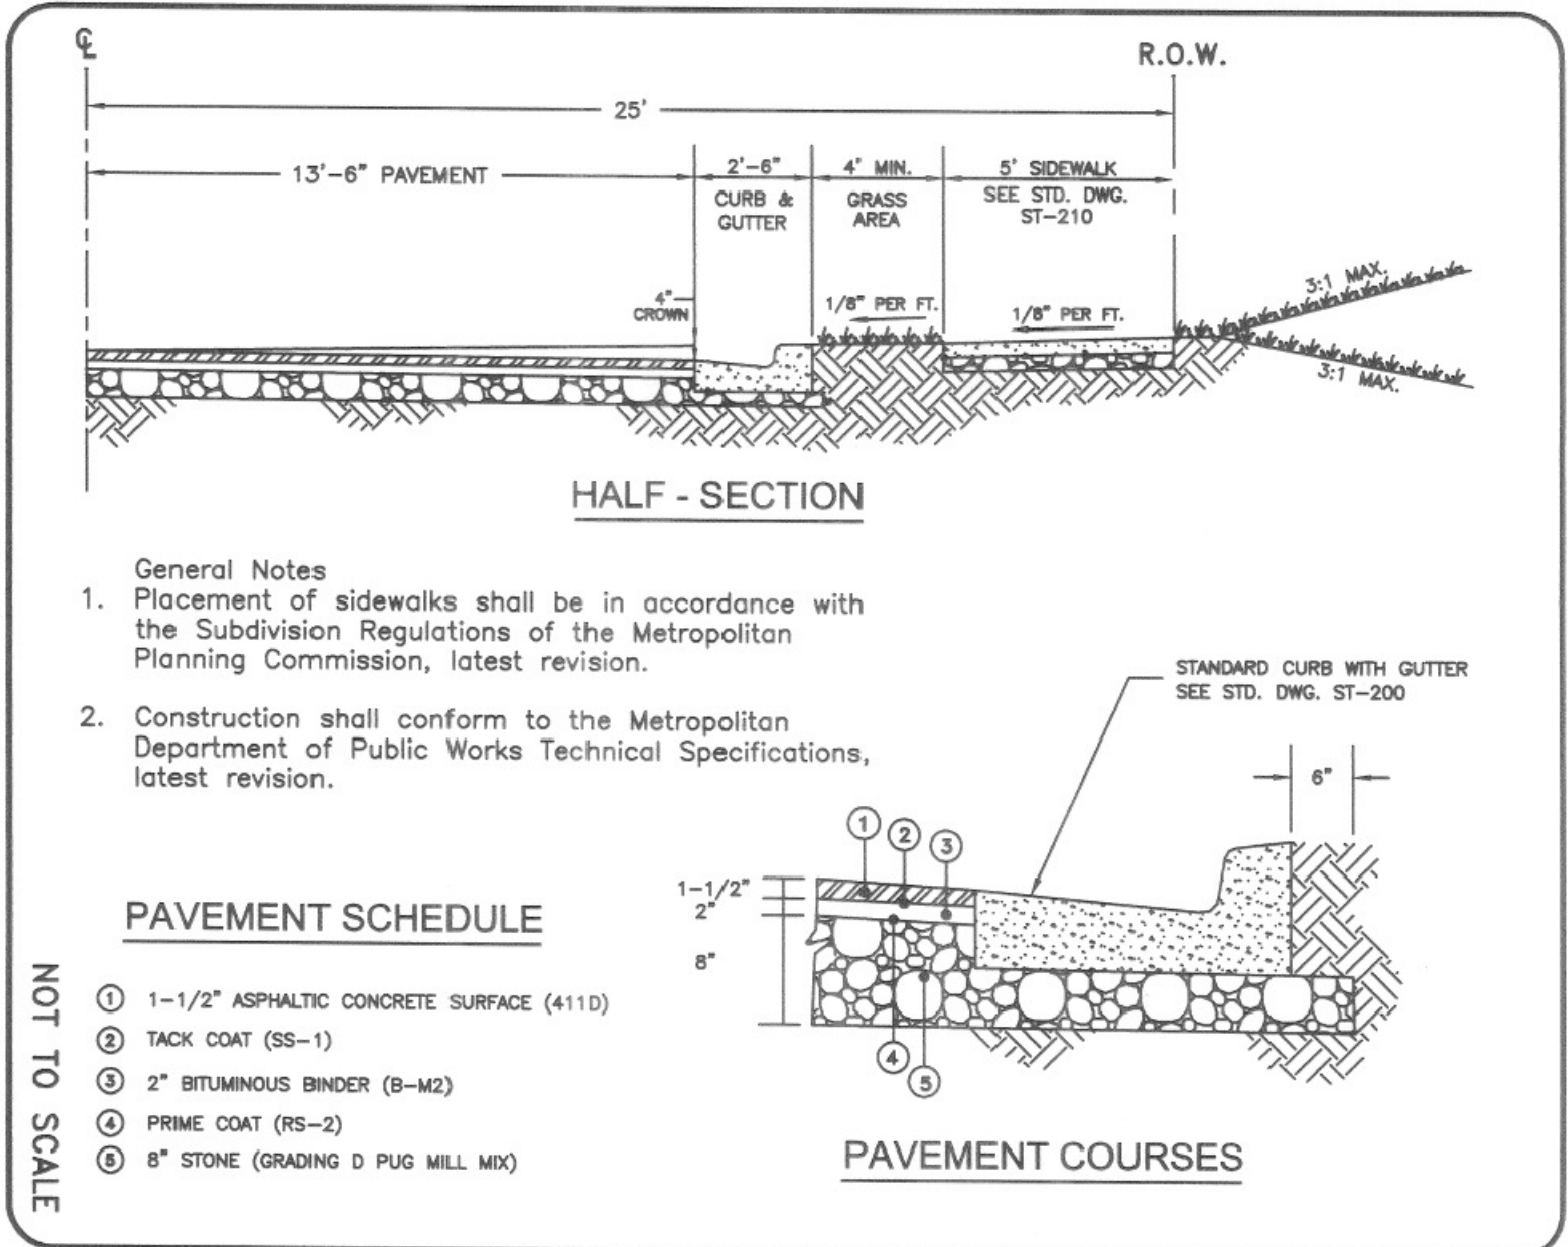 ℄
R.O.W.
25'
13'-6" PAVEMENT
2'-6"
CURB &
GUTTER
4" MIN.
GRASS
AREA
5' SIDEWALK
SEE STD. DWG.
ST-210
4"
CROWN
1/8" PER FT.
1/8" PER FT.
3:1 MAX.
3:1 MAX.
HALF - SECTION
General Notes
1. Placement of sidewalks shall be in accordance with
the Subdivision Regulations of the Metropolitan
Planning Commission, latest revision.
2. Construction shall conform to the Metropolitan
Department of Public Works Technical Specifications,
latest revision.
STANDARD CURB WITH GUTTER
SEE STD. DWG. ST-200
6"
1
2
3
1-1/2"
2"
8"
4
5
PAVEMENT COURSES
PAVEMENT SCHEDULE
1 1-1/2" ASPHALTIC CONCRETE SURFACE (411D)
2 TACK COAT (SS-1)
3 2" BITUMINOUS BINDER (B-M2)
4 PRIME COAT (RS-2)
5 8" STONE (GRADING D PUG MILL MIX)
NOT TO SCALE